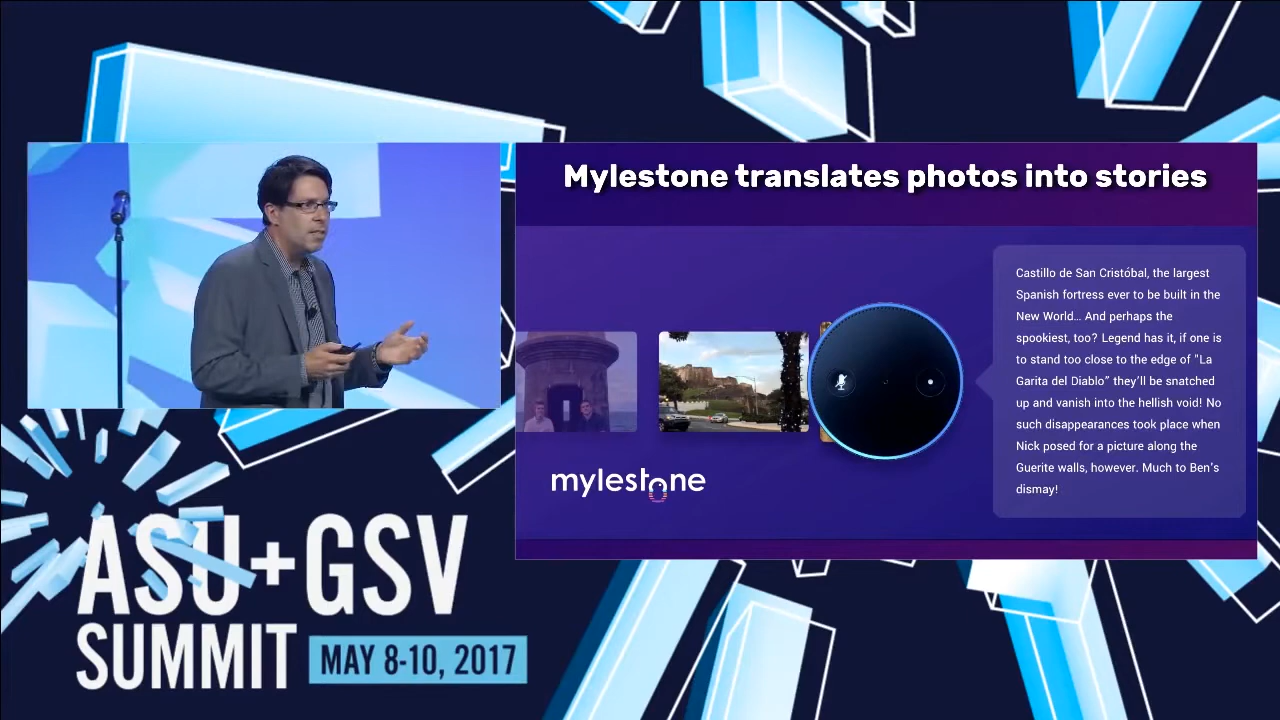 Mylestone translates photos into stories
Castillo de San Cristóbal, the largest
Spanish fortress ever to be built in the
New World... And perhaps the
spookiest, too? Legend has it, if one is
to stand too close to the edge of “La
Garita del Diablo” they’ll be snatched
up and vanish into the hellish void! No
such disappearances took place when
Nick posed for a picture along the
Guerite walls, however. Much to Ben’s
dismay!
mylestone
ASU+GSV
SUMMIT
MAY 8-10, 2017